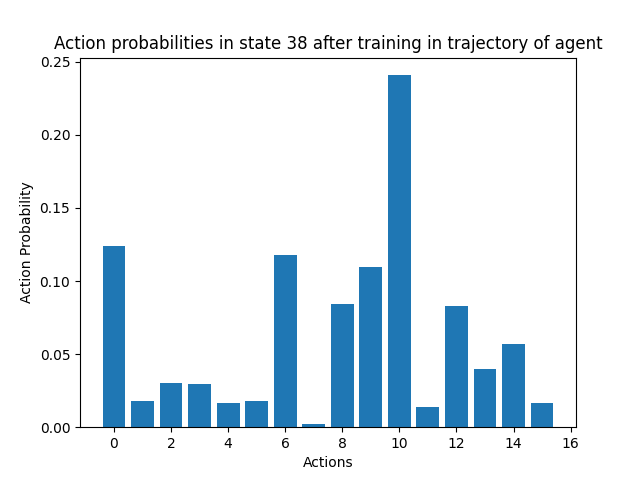 Action probabilities in state 38 after training in trajectory of agent
0.25
0.20
0.15
0.10
0.05
0.00
Action Probability
0 2 4 6 8 10 12 14 16
Actions